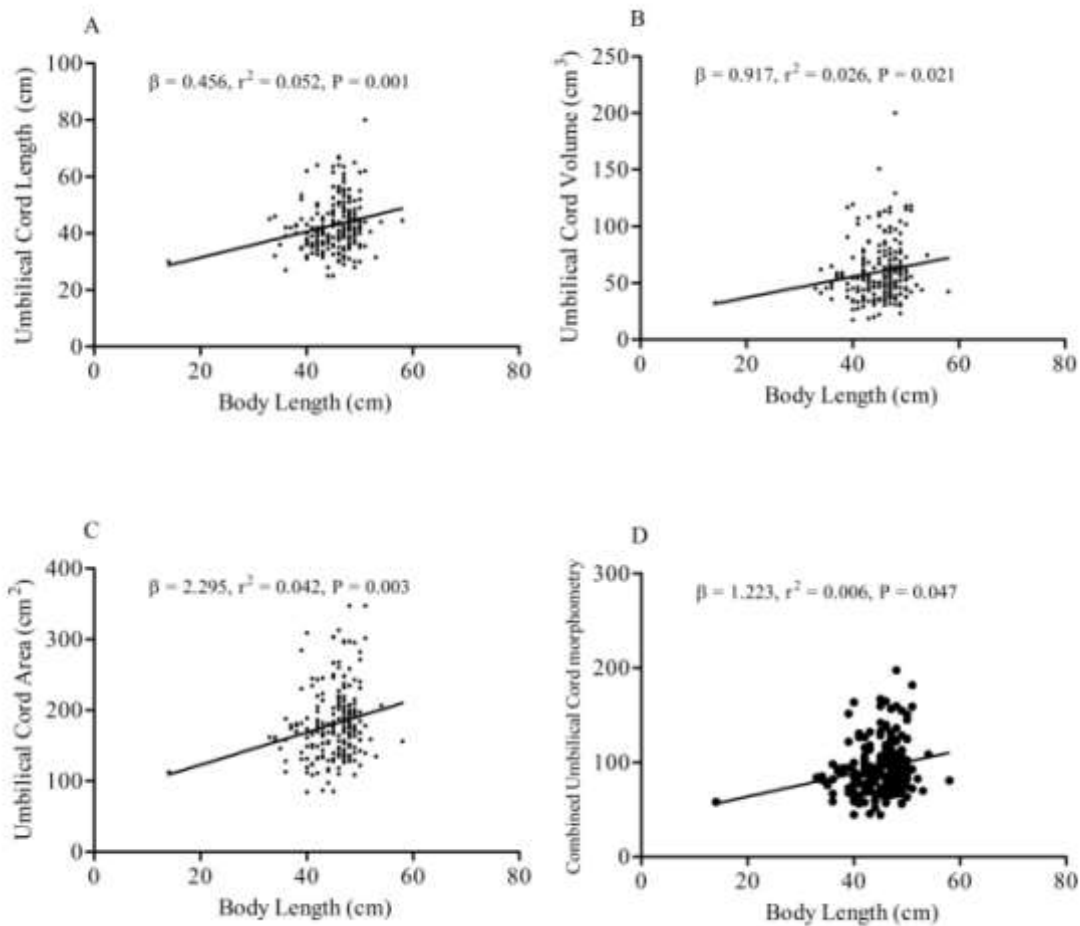 A
β = 0.456, r² = 0.052, P = 0.001
Umbilical Cord Length (cm)
100
80
60
40
20
0
0 20 40 60 80
Body Length (cm)
B
β = 0.917, r² = 0.026, P = 0.021
Umbilical Cord Volume (cm³)
250
200
150
100
50
0
0 20 40 60 80
Body Length (cm)
C
β = 2.295, r² = 0.042, P = 0.003
Umbilical Cord Area (cm²)
400
300
200
100
0
0 20 40 60 80
Body Length (cm)
D
β = 1.223, r² = 0.006, P = 0.047
Combined Umbilical Cord morphometry
300
200
100
0
0 20 40 60 80
Body Length (cm)